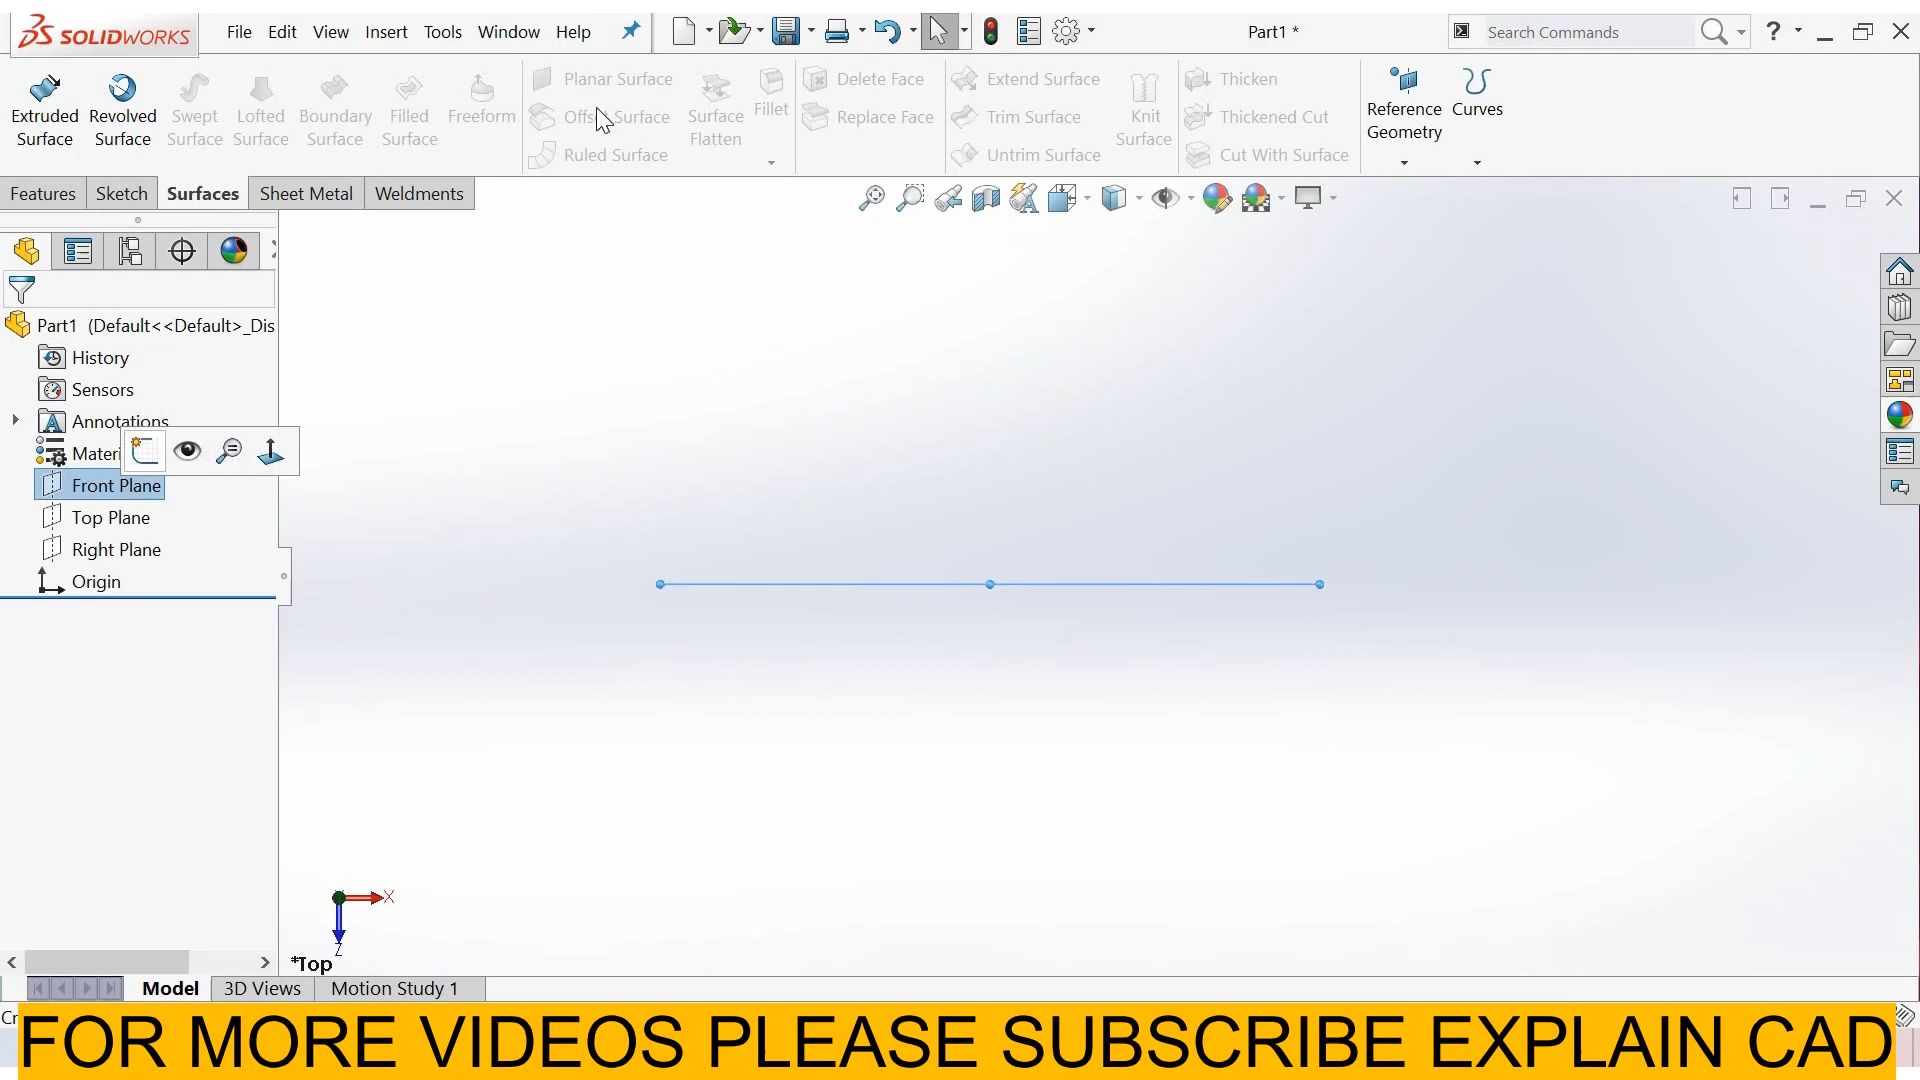 SOLIDWORKS
File Edit View Insert Tools Window Help
Part1 *
Search Commands
?
Extruded Surface
Revolved Surface
Swept Surface
Lofted Surface
Boundary Surface
Filled Surface
Freeform
Planar Surface
Offset Surface
Ruled Surface
Surface Flatten
Fillet
Delete Face
Replace Face
Extend Surface
Trim Surface
Untrim Surface
Knit Surface
Thicken
Thickened Cut
Cut With Surface
Reference Geometry
Curves
Features Sketch Surfaces Sheet Metal Weldments
Part1 (Default<<Default>_Dis
History
Sensors
Annotations
Materi
Front Plane
Top Plane
Right Plane
Origin
X
Z
*Top
Model 3D Views Motion Study 1
Cr
FOR MORE VIDEOS PLEASE SUBSCRIBE EXPLAIN CAD